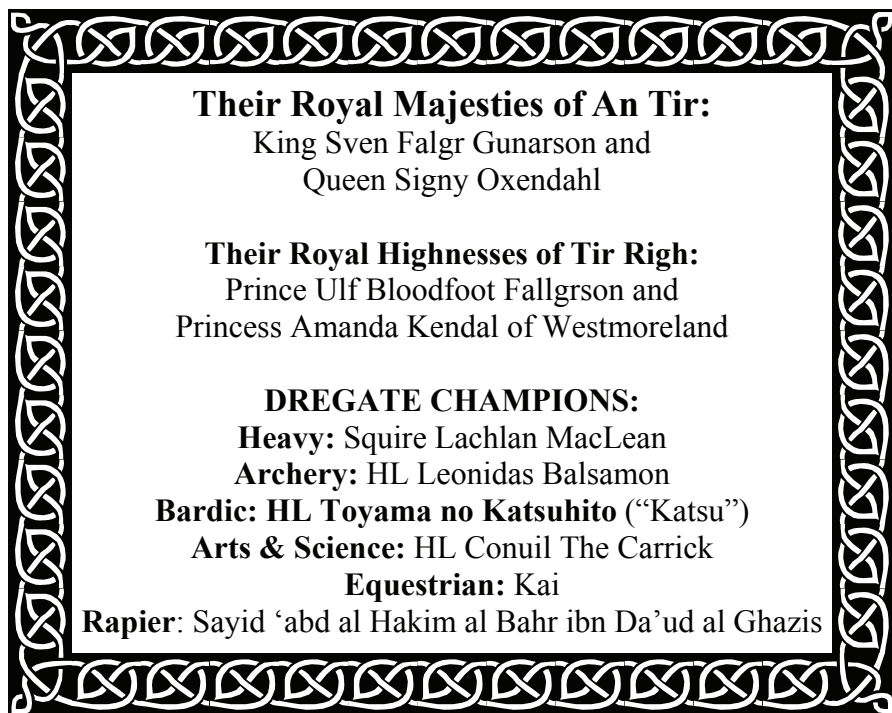 Their Royal Majesties of An Tir:
King Sven Falgr Gunarson and
Queen Signy Oxendahl
Their Royal Highnesses of Tir Righ:
Prince Ulf Bloodfoot Fallgrson and
Princess Amanda Kendal of Westmoreland
DREGATE CHAMPIONS:
Heavy: Squire Lachlan MacLean
Archery: HL Leonidas Balsamon
Bardic: HL Toyama no Katsuhito (“Katsu”)
Arts & Science: HL Conuil The Carrick
Equestrian: Kai
Rapier: Sayid ‘abd al Hakim al Bahr ibn Da’ud al Ghazis